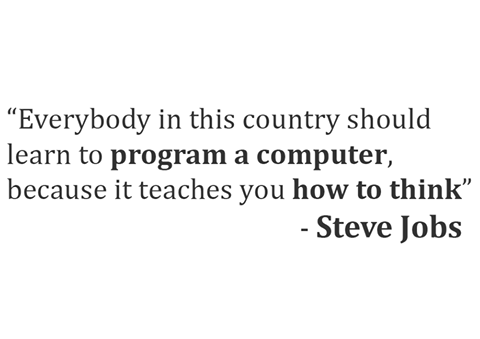 “Everybody in this country should
learn to program a computer,
because it teaches you how to think”
- Steve Jobs